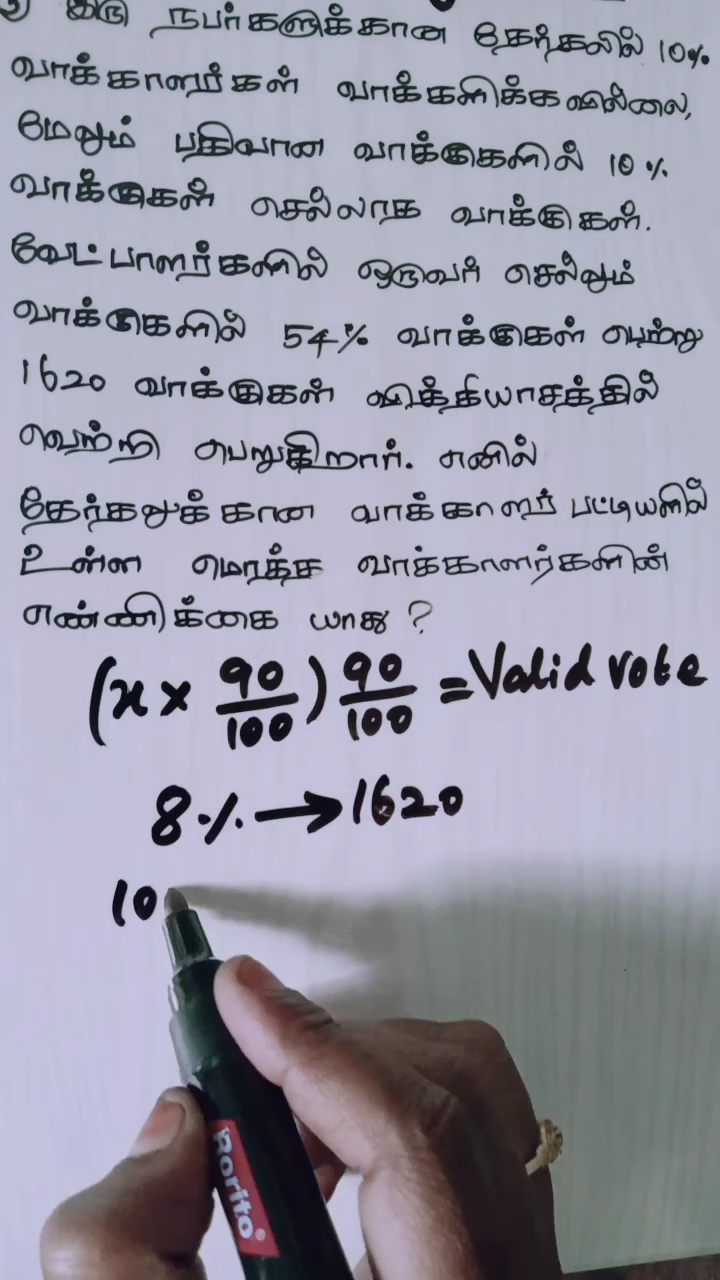 இரு நபர்களுக்கான தேர்தலில் 10%
வாக்காளர்கள் வாக்களிக்கவில்லை,
மேலும் பதிவான வாக்குகளில் 10 %
வாக்குகள் செல்லாத வாக்குகள்.
வேட்பாளர்களில் ஒருவர் செல்லும்
வாக்குகளில் 54% வாக்குகள் பெற்று
1620 வாக்குகள் வித்தியாசத்தில்
வெற்றி பெறுகிறார். எனில்
தேர்தலுக்கான வாக்காளர் பட்டியலில்
உள்ள மொத்த வாக்காளர்களின்
எண்ணிக்கை யாது ?
(x × 90/100) 90/100 = Valid vote
8% → 1620
10
Rorito